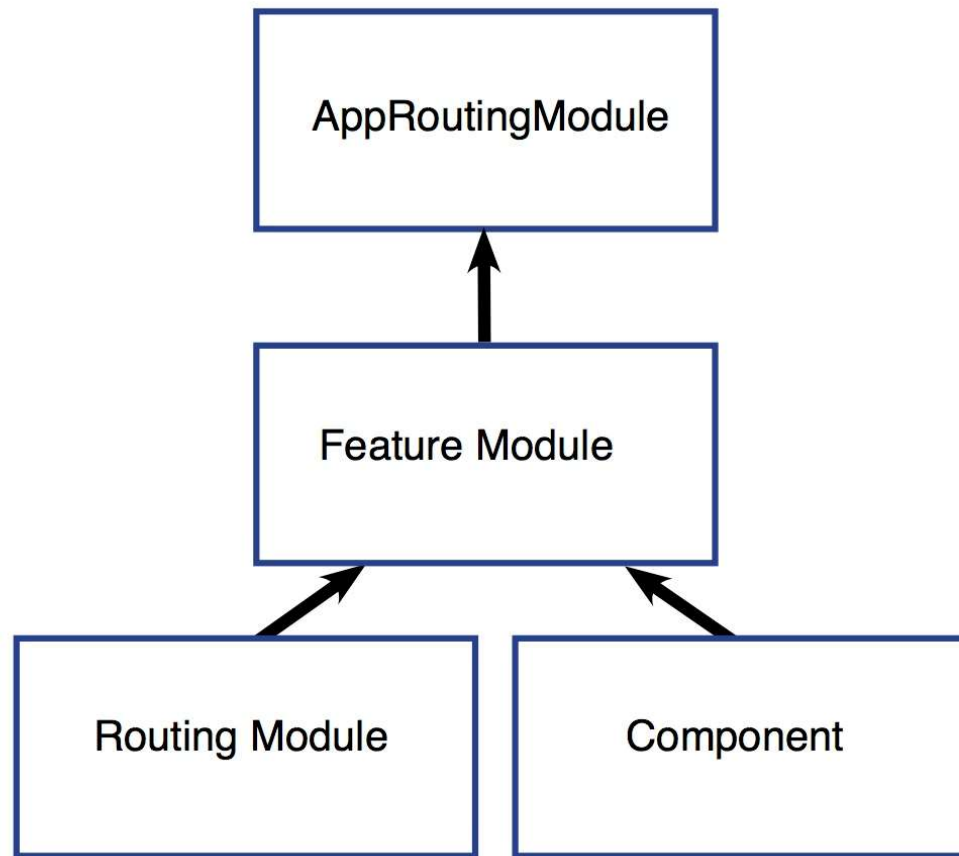 AppRoutingModule
Feature Module
Routing Module
Component